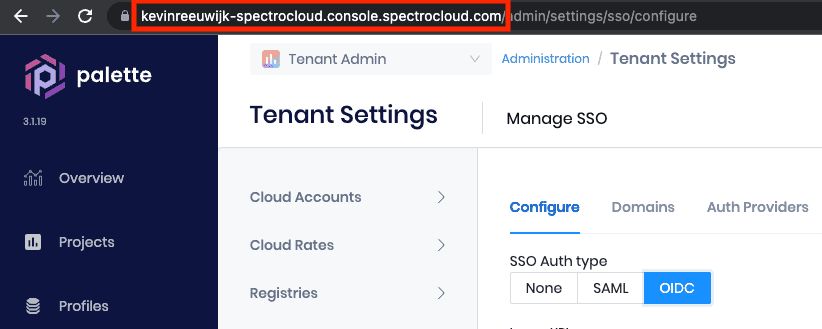 kevinreeuwijk-spectrocloud.console.spectrocloud.com/admin/settings/sso/configure
palette
3.1.19
Overview
Projects
Profiles
Tenant Admin
Administration / Tenant Settings
Tenant Settings
Manage SSO
Cloud Accounts
Cloud Rates
Registries
Configure Domains Auth Providers
SSO Auth type
None SAML OIDC